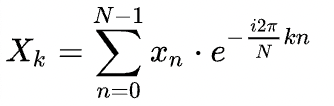 $X_k = \sum_{n=0}^{N-1} x_n \cdot e^{-\frac{i2\pi}{N}kn}$